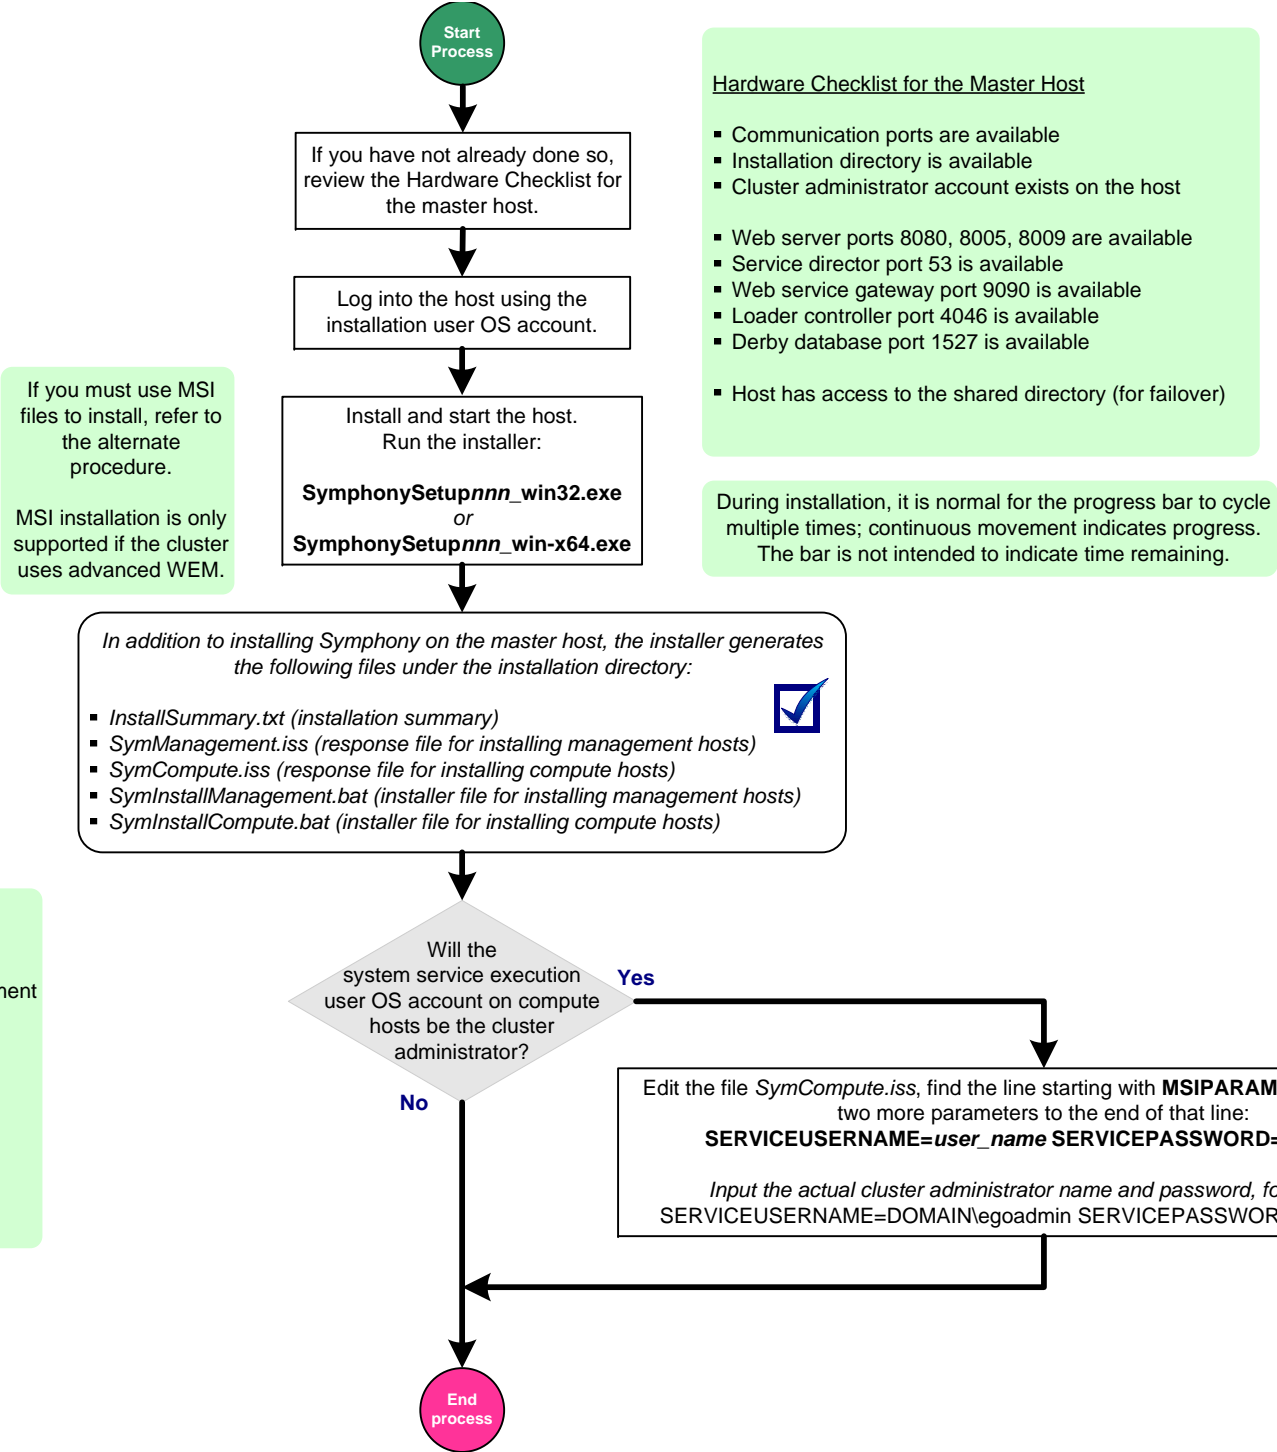 Start
Process
Hardware Checklist for the Master Host
▪ Communication ports are available
▪ Installation directory is available
▪ Cluster administrator account exists on the host
▪ Web server ports 8080, 8005, 8009 are available
▪ Service director port 53 is available
▪ Web service gateway port 9090 is available
▪ Loader controller port 4046 is available
▪ Derby database port 1527 is available
▪ Host has access to the shared directory (for failover)
If you have not already done so,
review the Hardware Checklist for
the master host.
Log into the host using the
installation user OS account.
If you must use MSI
files to install, refer to
the alternate
procedure.
MSI installation is only
supported if the cluster
uses advanced WEM.
Install and start the host.
Run the installer:
SymphonySetupnnn_win32.exe
or
SymphonySetupnnn_win-x64.exe
During installation, it is normal for the progress bar to cycle
multiple times; continuous movement indicates progress.
The bar is not intended to indicate time remaining.
In addition to installing Symphony on the master host, the installer generates
the following files under the installation directory:
▪ InstallSummary.txt (installation summary)
▪ SymManagement.iss (response file for installing management hosts)
▪ SymCompute.iss (response file for installing compute hosts)
▪ SymInstallManagement.bat (installer file for installing management hosts)
▪ SymInstallCompute.bat (installer file for installing compute hosts)
Will the
system service execution
user OS account on compute
hosts be the cluster
administrator?
Yes
No
Edit the file SymCompute.iss, find the line starting with MSIPARAM
two more parameters to the end of that line:
SERVICEUSERNAME=user_name SERVICEPASSWORD=
Input the actual cluster administrator name and password,
SERVICEUSERNAME=DOMAIN\egoadmin
End
process